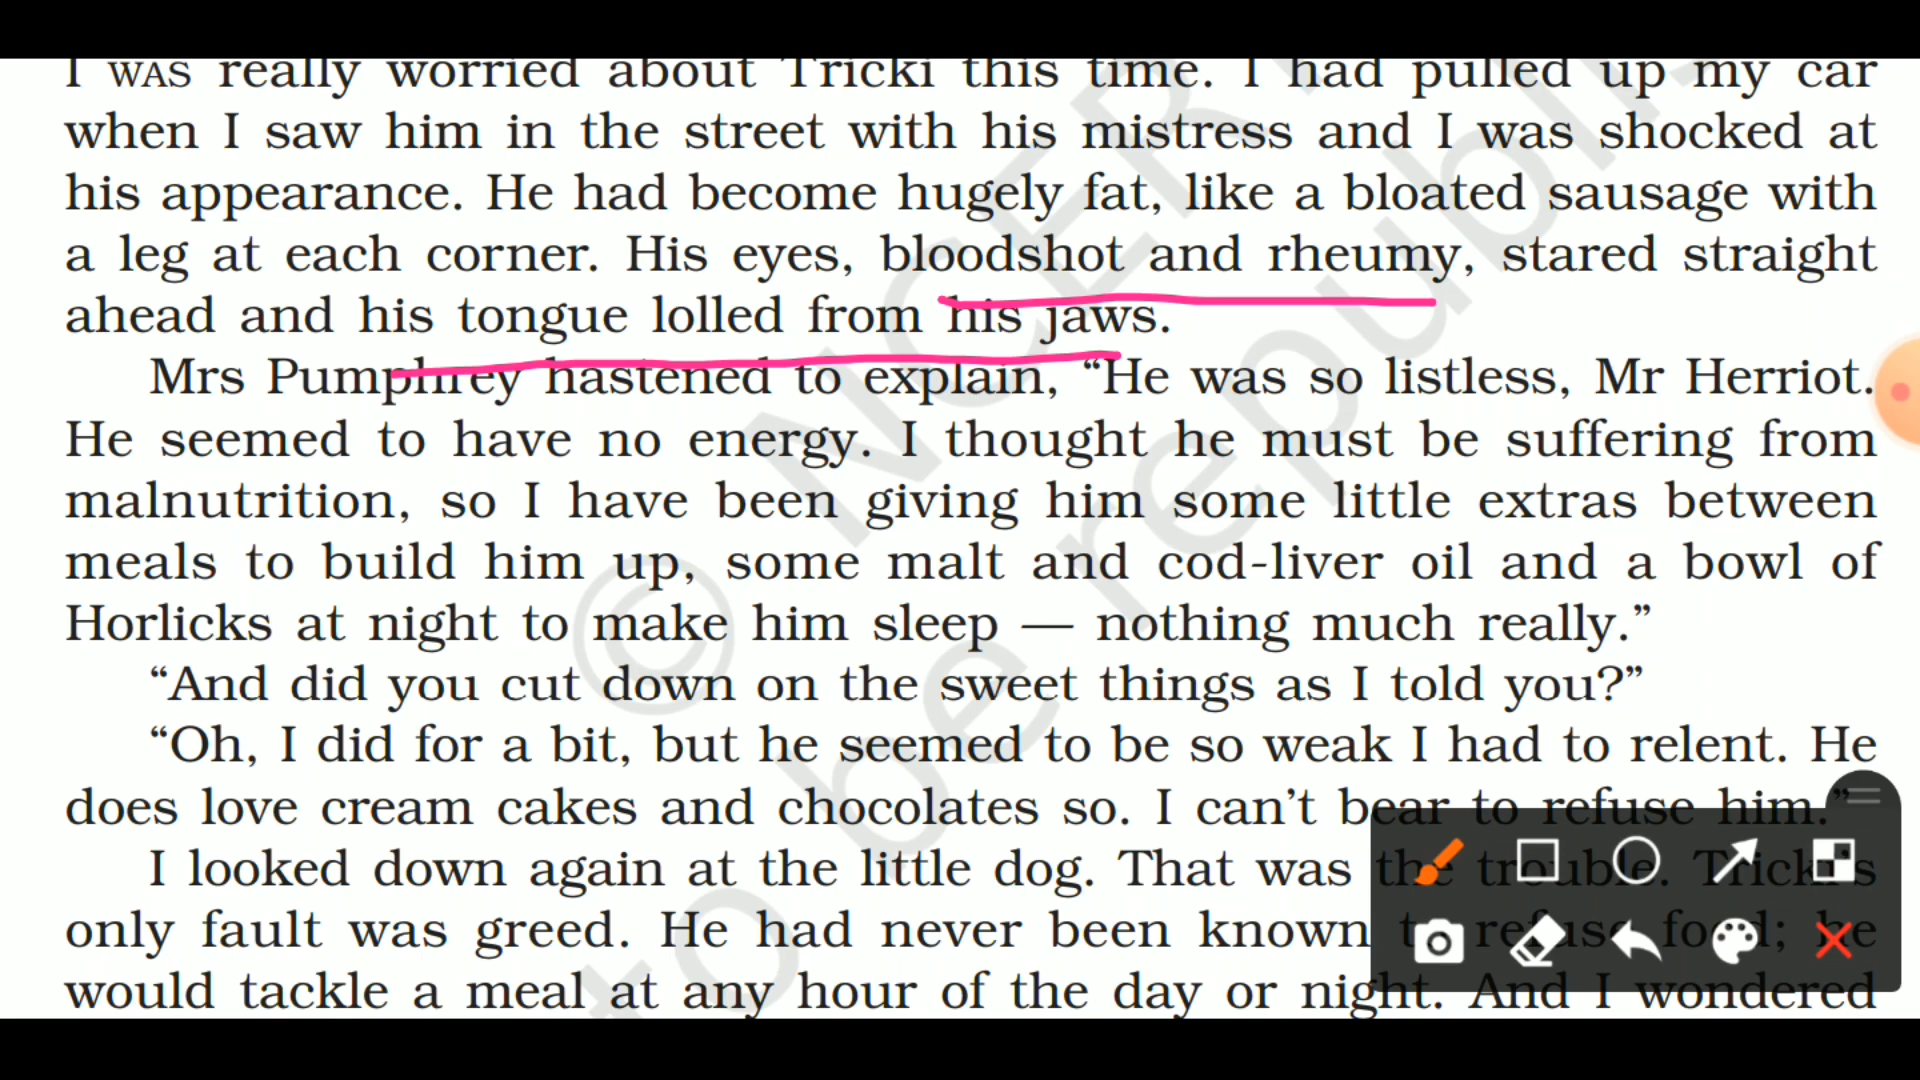 I WAS really worried about Tricki this time. I had pulled up my car
when I saw him in the street with his mistress and I was shocked at
his appearance. He had become hugely fat, like a bloated sausage with
a leg at each corner. His eyes, bloodshot and rheumy, stared straight
ahead and his tongue lolled from his jaws.
Mrs Pumphrey hastened to explain, “He was so listless, Mr Herriot.
He seemed to have no energy. I thought he must be suffering from
malnutrition, so I have been giving him some little extras between
meals to build him up, some malt and cod-liver oil and a bowl of
Horlicks at night to make him sleep — nothing much really.”
“And did you cut down on the sweet things as I told you?”
“Oh, I did for a bit, but he seemed to be so weak I had to relent. He
does love cream cakes and chocolates so. I can’t bear to refuse him.”
I looked down again at the little dog. That was the trouble. Tricki’s
only fault was greed. He had never been known to refuse food; he
would tackle a meal at any hour of the day or night. And I wondered
© NCER
to be republi